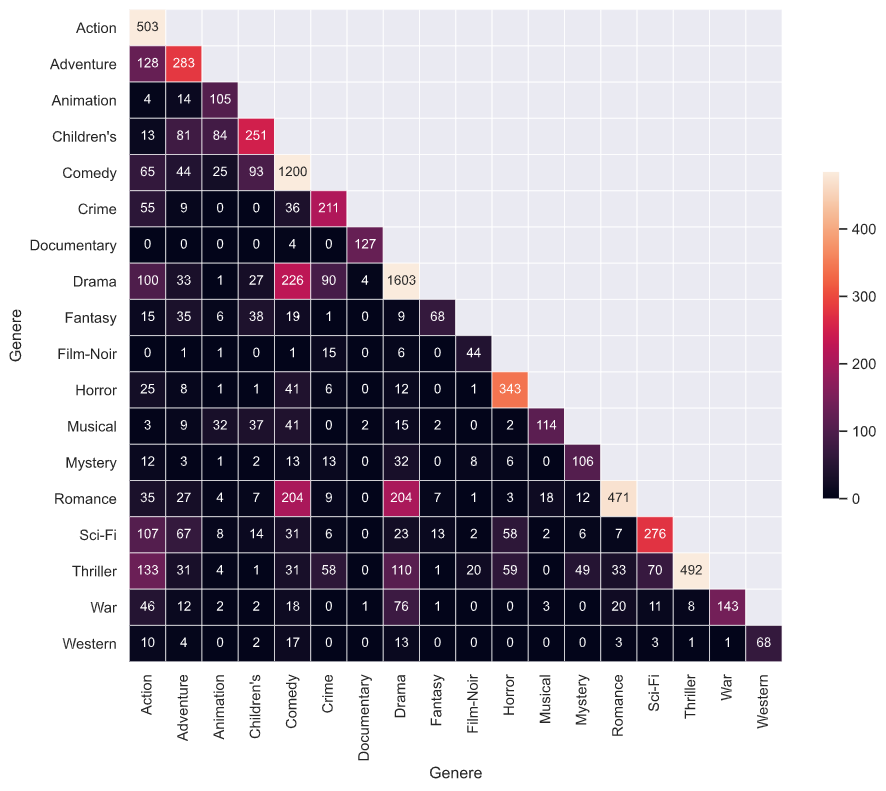 Action 503
Adventure 128 283
Animation 4 14 105
Children's 13 81 84 251
Comedy 65 44 25 93 1200
Crime 55 9 0 0 36 211
Documentary 0 0 0 0 4 0 127
Drama 100 33 1 27 226 90 4 1603
Fantasy 15 35 6 38 19 1 0 9 68
Film-Noir 0 1 1 0 1 15 0 6 0 44
Horror 25 8 1 1 41 6 0 12 0 1 343
Musical 3 9 32 37 41 0 2 15 2 0 2 114
Mystery 12 3 1 2 13 13 0 32 0 8 6 0 106
Romance 35 27 4 7 204 9 0 204 7 1 3 18 12 471
Sci-Fi 107 67 8 14 31 6 0 23 13 2 58 2 6 7 276
Thriller 133 31 4 1 31 58 0 110 1 20 59 0 49 33 70 492
War 46 12 2 2 18 0 1 76 1 0 0 3 0 20 11 8 143
Western 10 4 0 2 17 0 0 13 0 0 0 0 0 3 3 1 1 68
Action Adventure Animation Children's Comedy Crime Documentary Drama Fantasy Film-Noir Horror Musical Mystery Romance Sci-Fi Thriller War Western
Genere
Genere
400
300
200
100
0